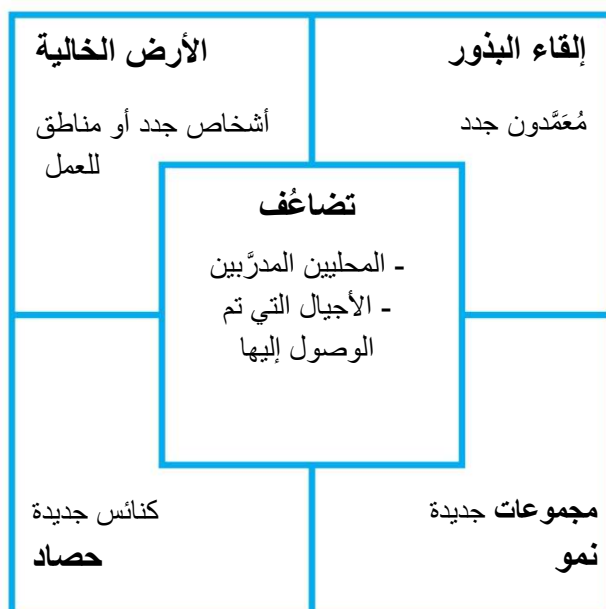 إلقاء البذور
مُعَمَّدون جدد
الأرض الخالية
أشخاص جدد أو مناطق
للعمل
تضاعُف
- المحليين المدرَّبين
- الأجيال التي تم
الوصول إليها
مجموعات جديدة
نمو
كنائس جديدة
حصاد